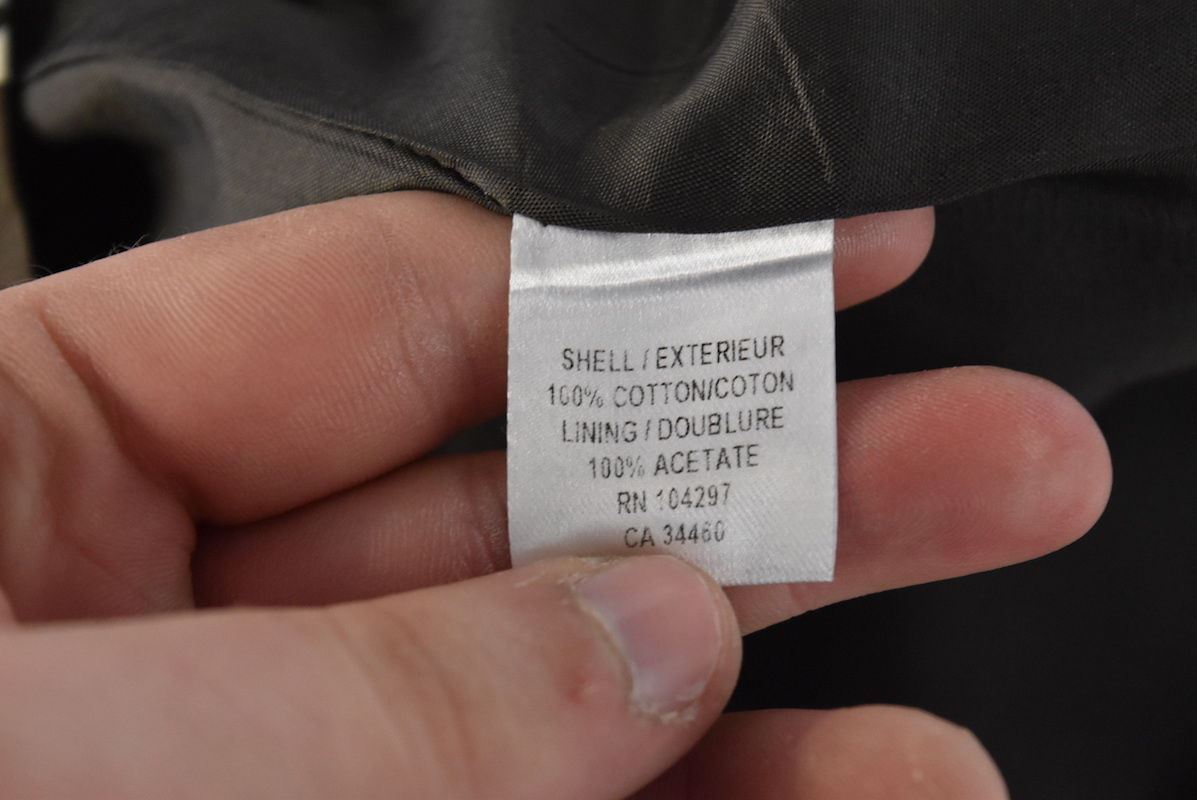 SHELL / EXTERIEUR
100% COTTON/COTON
LINING / DOUBLURE
100% ACETATE
RN 104297
CA 34460